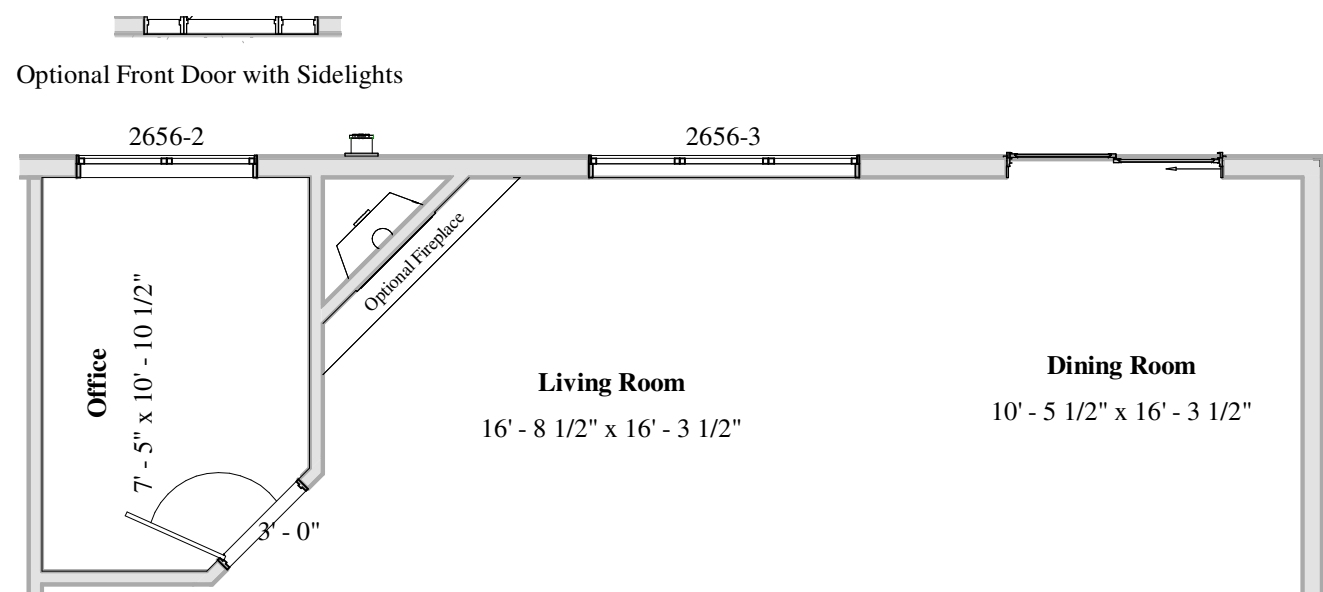 Optional Front Door with Sidelights
2656-2
2656-3
Optional Fireplace
Office
7' - 5" x 10' - 10 1/2"
Living Room
16' - 8 1/2" x 16' - 3 1/2"
Dining Room
10' - 5 1/2" x 16' - 3 1/2"
3' - 0"